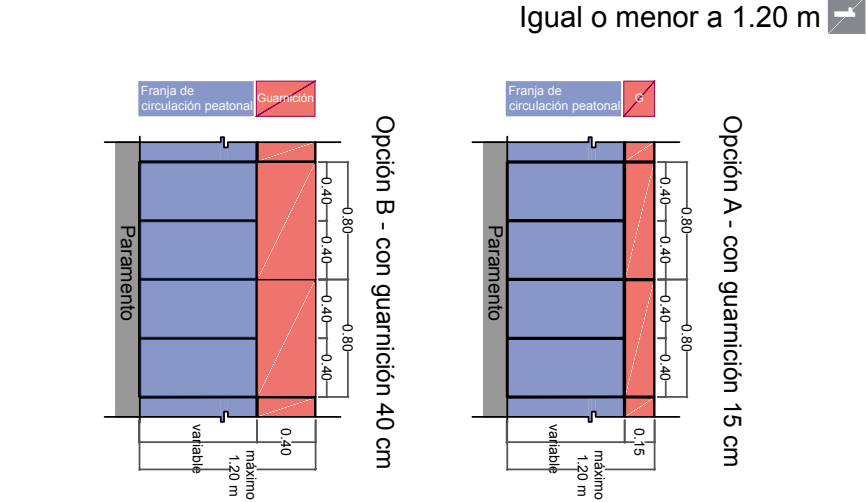 Igual o menor a 1.20 m
1
Franja de
circulación peatonal
Guarnición
Opción B - con guarnición 40 cm
0.80
0.80
0.40
0.40
0.40
0.40
Paramento
variable
0.40
máximo
1.20 m
Franja de
circulación peatonal
G
Opción A - con guarnición 15 cm
0.80
0.80
0.40
0.40
0.40
0.40
Paramento
variable
0.15
máximo
1.20 m